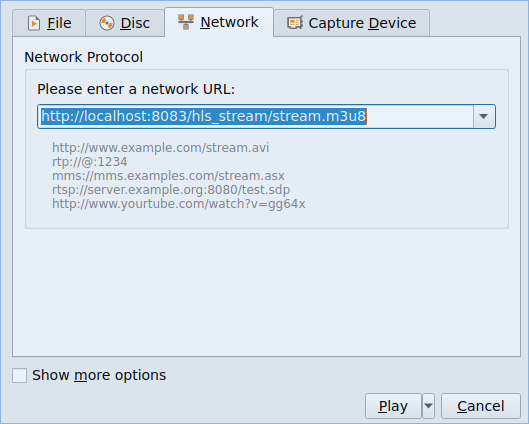 File
Disc
Network
Capture Device
Network Protocol
Please enter a network URL:
http://localhost:8083/hls_stream/stream.m3u8
http://www.example.com/stream.avi
rtp://@:1234
mms://mms.examples.com/stream.asx
rtsp://server.example.org:8080/test.sdp
http://www.yourtube.com/watch?v=gg64x
Show more options
Play
Cancel